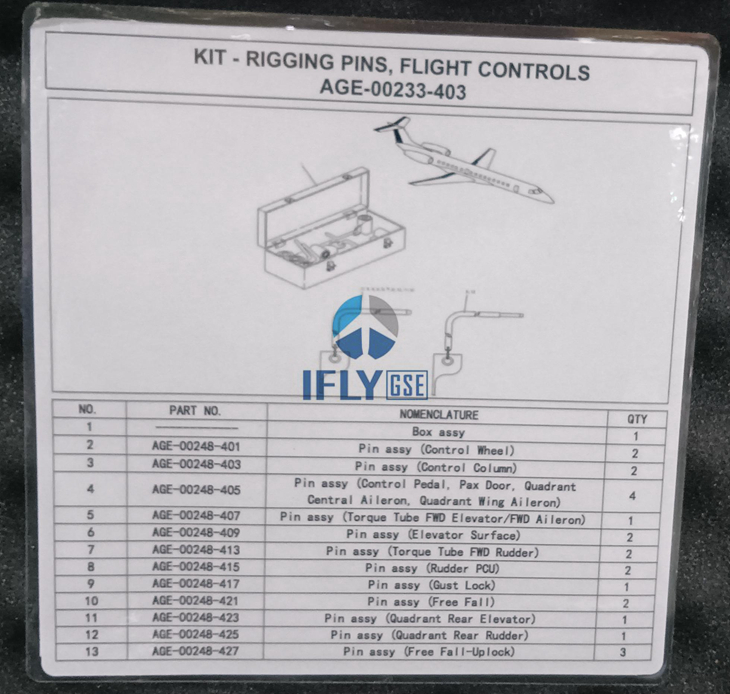 KIT - RIGGING PINS, FLIGHT CONTROLS
AGE-00233-403
IFLY GSE
NO. PART NO. NOMENCLATURE QTY
1 Box assy 1
2 AGE-00248-401 Pin assy (Control Wheel) 2
3 AGE-00248-403 Pin assy (Control Column) 2
4 AGE-00248-405 Pin assy (Control Pedal, Pax Door, Quadrant
Central Aileron, Quadrant Wing Aileron) 4
5 AGE-00248-407 Pin assy (Torque Tube FWD Elevator/FWD Aileron) 1
6 AGE-00248-409 Pin assy (Elevator Surface) 2
7 AGE-00248-413 Pin assy (Torque Tube FWD Rudder) 2
8 AGE-00248-415 Pin assy (Rudder PCU) 2
9 AGE-00248-417 Pin assy (Gust Lock) 1
10 AGE-00248-421 Pin assy (Free Fall) 2
11 AGE-00248-423 Pin assy (Quadrant Rear Elevator) 1
12 AGE-00248-425 Pin assy (Quadrant Rear Rudder) 1
13 AGE-00248-427 Pin assy (Free Fall-Uplock) 3